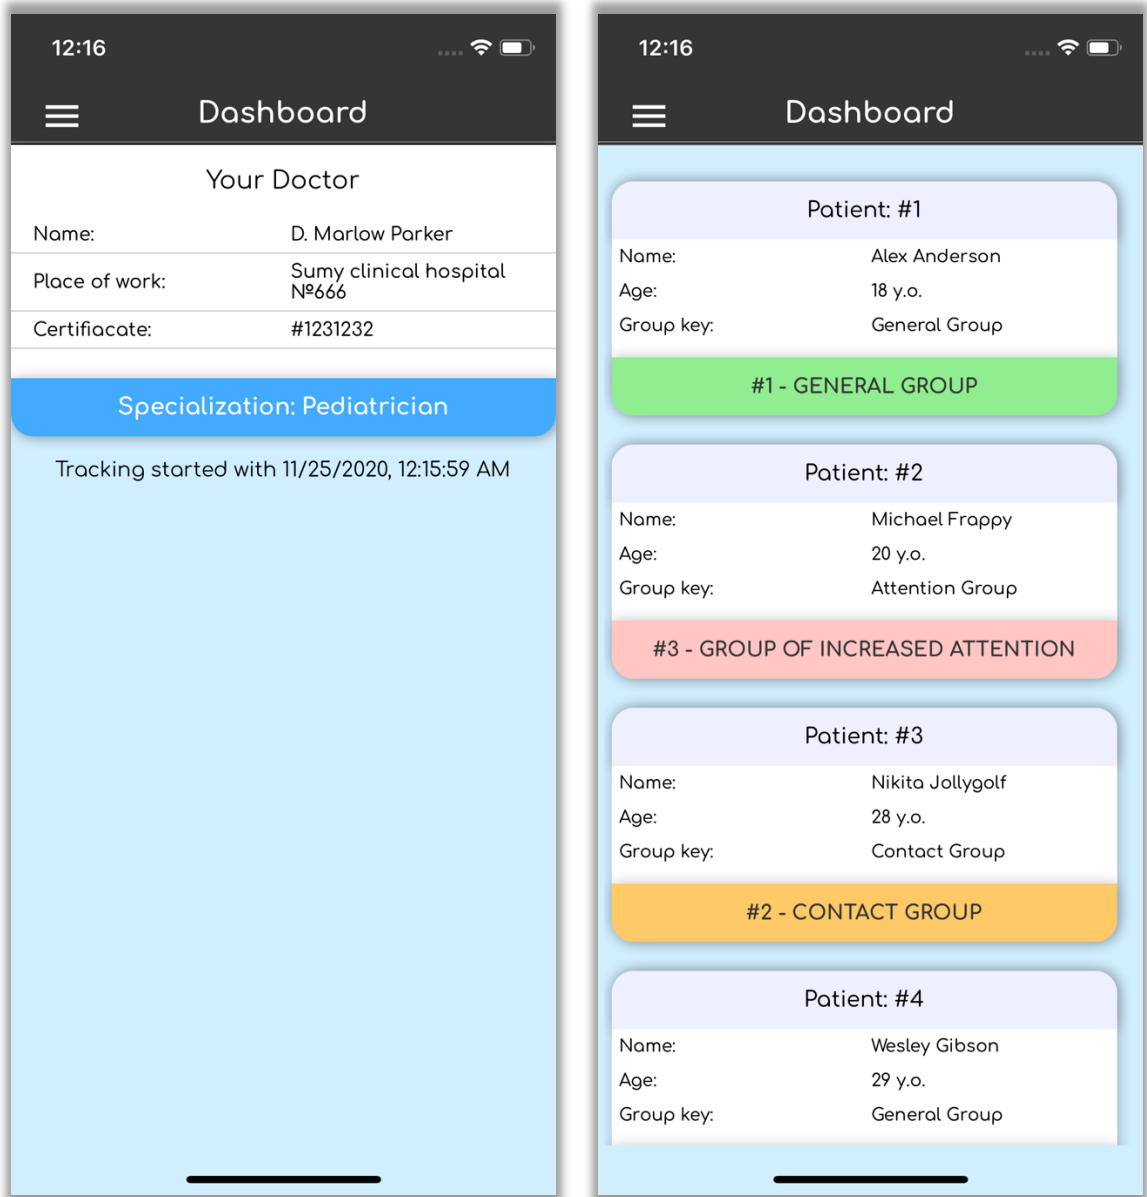 12:16
Dashboard
Your Doctor
Name: D. Marlow Parker
Place of work: Sumy clinical hospital
№666
Certifiacate: #1231232
Specialization: Pediatrician
Tracking started with 11/25/2020, 12:15:59 AM
12:16
Dashboard
Patient: #1
Name: Alex Anderson
Age: 18 y.o.
Group key: General Group
#1 - GENERAL GROUP
Patient: #2
Name: Michael Frappy
Age: 20 y.o.
Group key: Attention Group
#3 - GROUP OF INCREASED ATTENTION
Patient: #3
Name: Nikita Jollygolf
Age: 28 y.o.
Group key: Contact Group
#2 - CONTACT GROUP
Patient: #4
Name: Wesley Gibson
Age: 29 y.o.
Group key: General Group